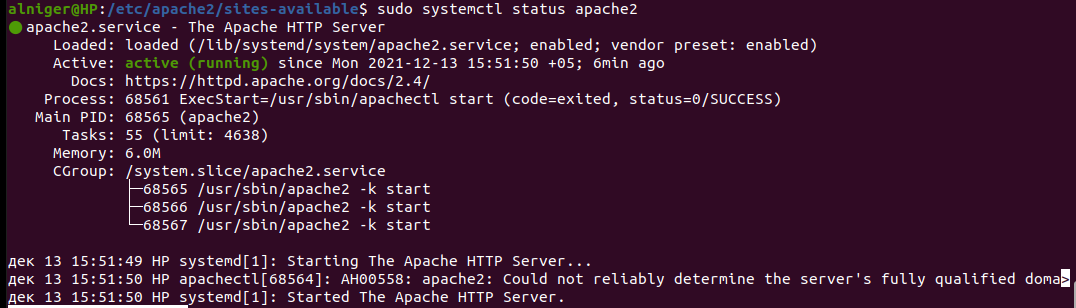 alniger@HP:/etc/apache2/sites-available$ sudo systemctl status apache2
● apache2.service - The Apache HTTP Server
Loaded: loaded (/lib/systemd/system/apache2.service; enabled; vendor preset: enabled)
Active: active (running) since Mon 2021-12-13 15:51:50 +05; 6min ago
Docs: https://httpd.apache.org/docs/2.4/
Process: 68561 ExecStart=/usr/sbin/apachectl start (code=exited, status=0/SUCCESS)
Main PID: 68565 (apache2)
Tasks: 55 (limit: 4638)
Memory: 6.0M
CGroup: /system.slice/apache2.service
├─68565 /usr/sbin/apache2 -k start
├─68566 /usr/sbin/apache2 -k start
└─68567 /usr/sbin/apache2 -k start
дек 13 15:51:49 HP systemd[1]: Starting The Apache HTTP Server...
дек 13 15:51:50 HP apachectl[68564]: AH00558: apache2: Could not reliably determine the server's fully qualified doma>
дек 13 15:51:50 HP systemd[1]: Started The Apache HTTP Server.